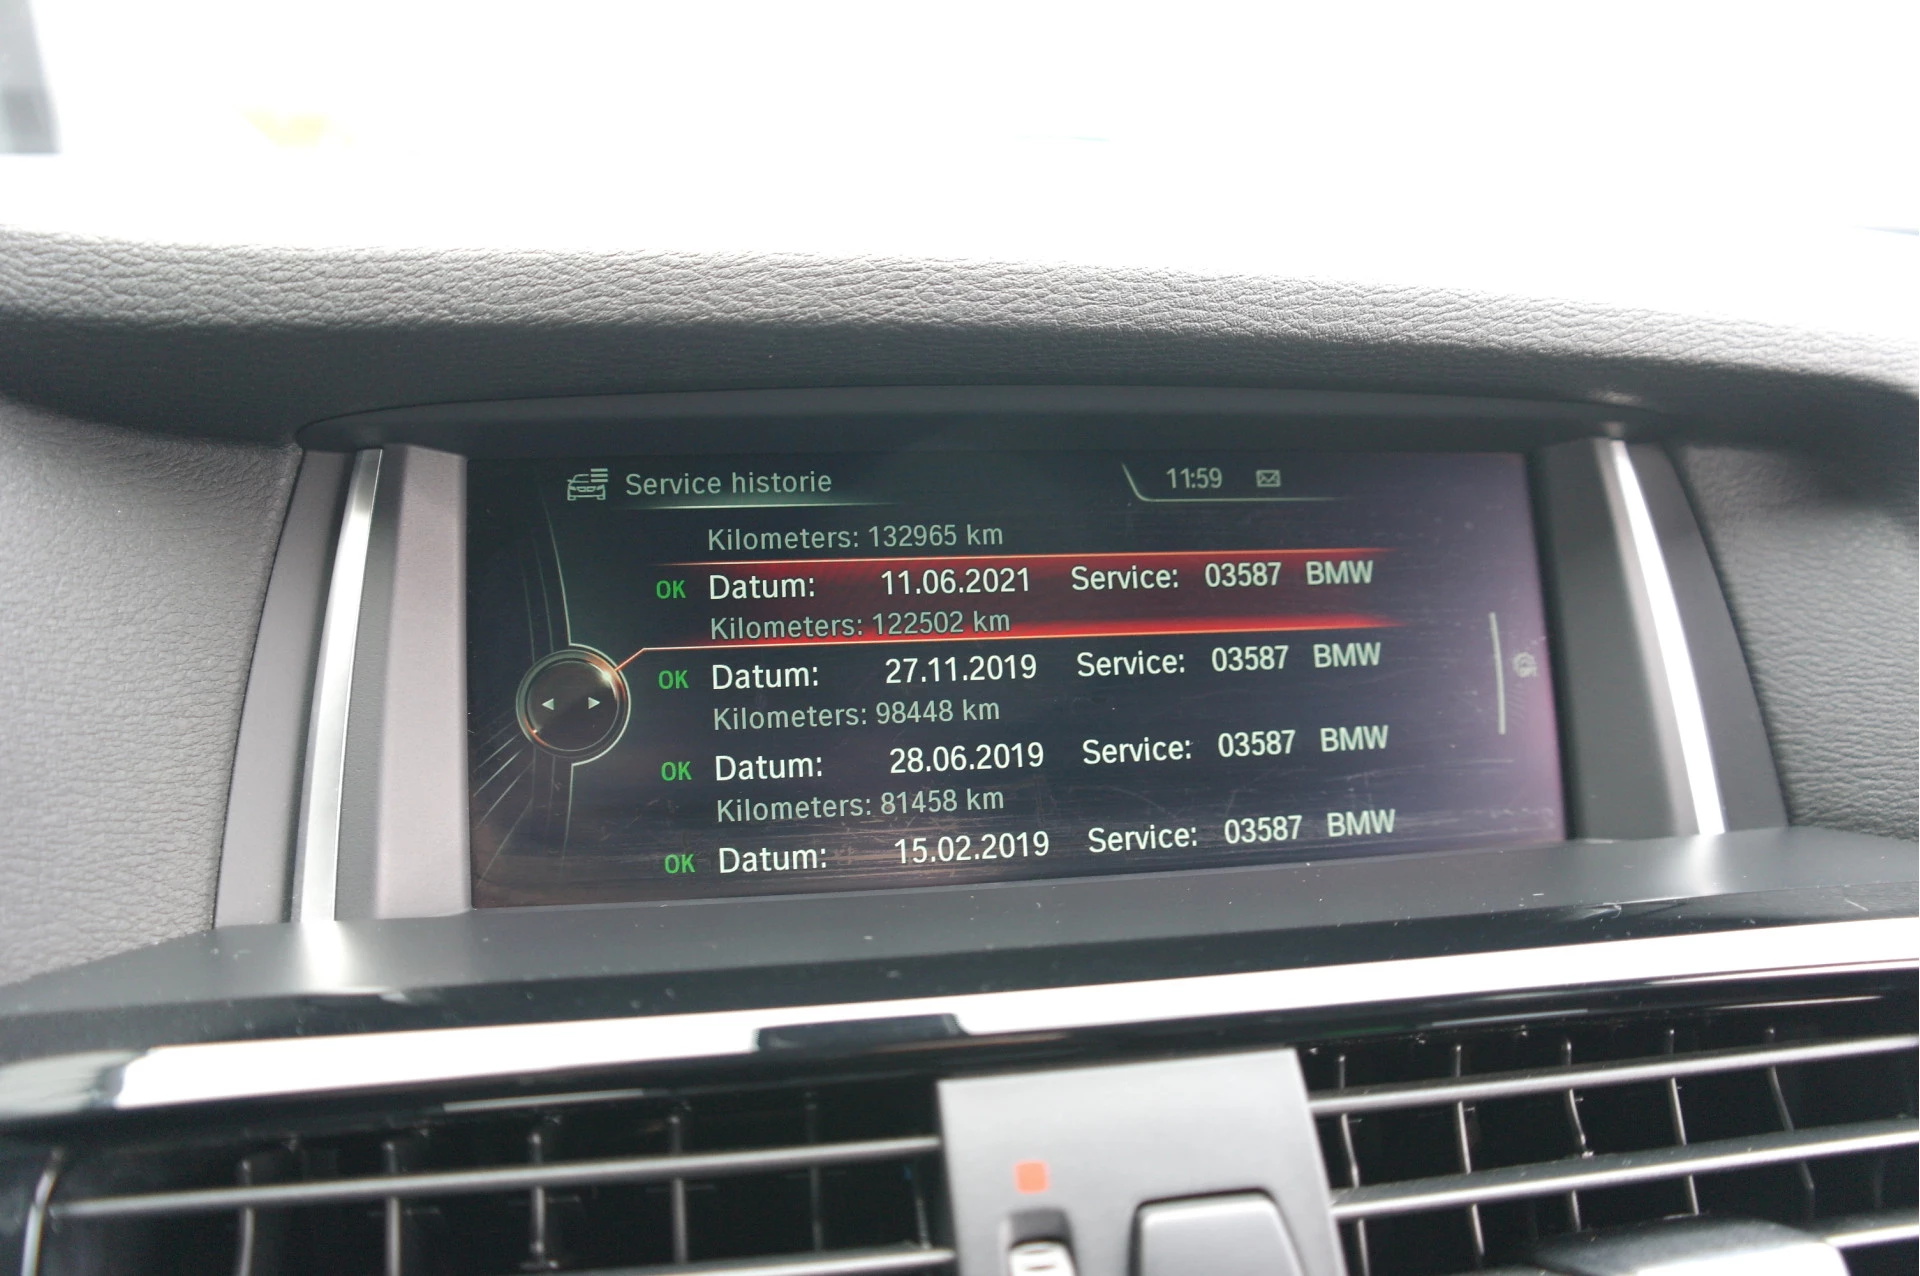 Service historie 11:59
Kilometers: 132965 km
OK Datum: 11.06.2021 Service: 03587 BMW
Kilometers: 122502 km
OK Datum: 27.11.2019 Service: 03587 BMW
Kilometers: 98448 km
OK Datum: 28.06.2019 Service: 03587 BMW
Kilometers: 81458 km
OK Datum: 15.02.2019 Service: 03587 BMW
0